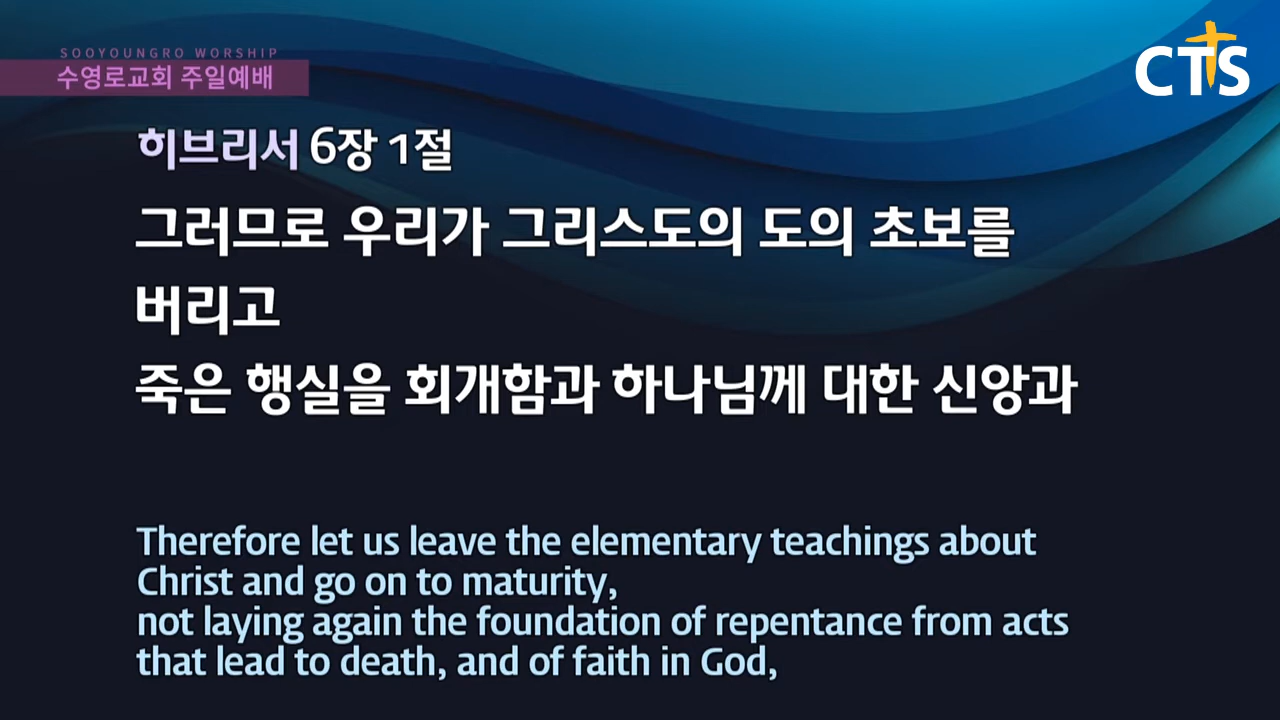 SOOYOUNGRO WORSHIP
수영로교회 주일예배
CTS
히브리서 6장 1절
그러므로 우리가 그리스도의 도의 초보를
버리고
죽은 행실을 회개함과 하나님께 대한 신앙과
Therefore let us leave the elementary teachings about
Christ and go on to maturity,
not laying again the foundation of repentance from acts
that lead to death, and of faith in God,